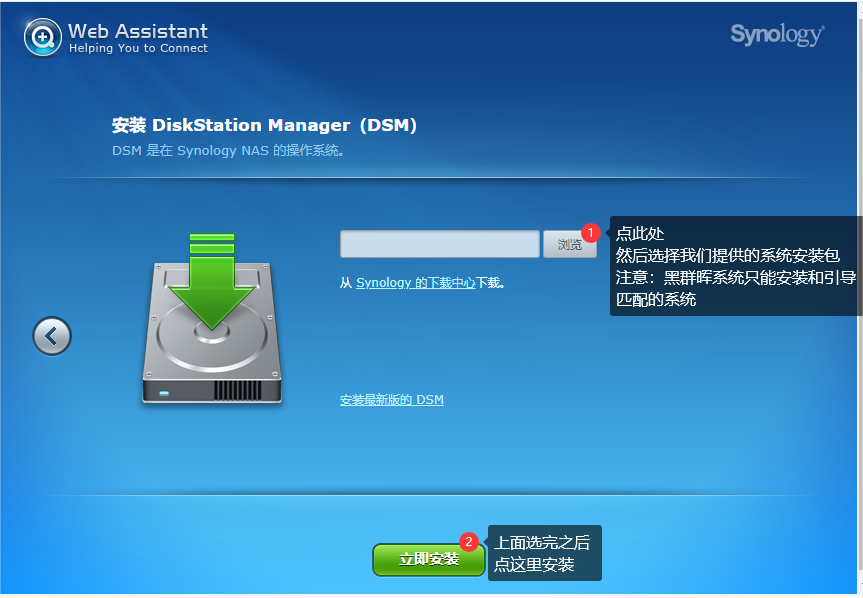 Web Assistant
Helping You to Connect
Synology
安装 DiskStation Manager（DSM）
DSM 是在 Synology NAS 的操作系统。
浏览
1
点此处
然后选择我们提供的系统安装包
注意：黑群晖系统只能安装和引导
匹配的系统
从 Synology 的下载中心下载。
安装最新版的 DSM
立即安装
2
上面选完之后
点这里安装